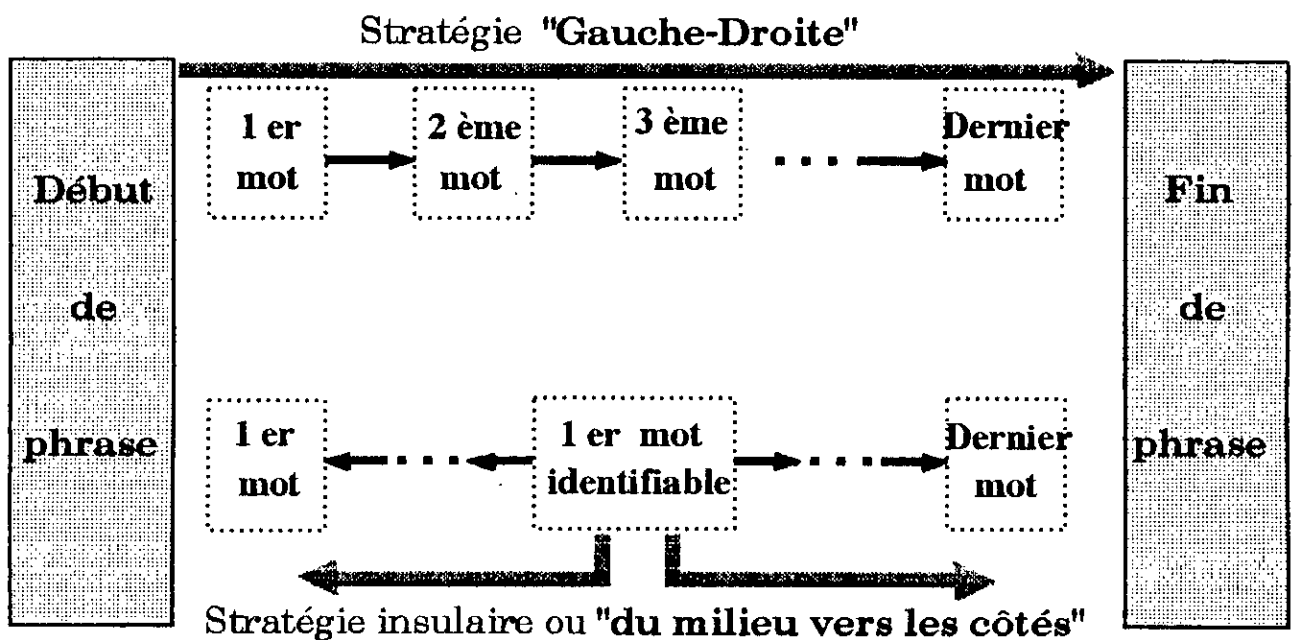 Stratégie "Gauche-Droite"
Début
de
phrase
1 er
mot
2 ème
mot
3 ème
mot
Dernier
mot
Fin
de
phrase
1 er
mot
1 er mot
identifiable
Dernier
mot
Stratégie insulaire ou "du milieu vers les côtés"